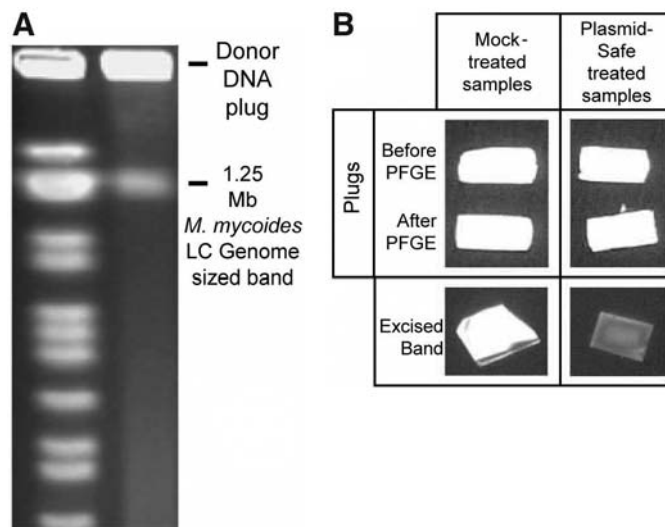 A
Donor
DNA
plug
1.25
Mb
M. mycoides
LC Genome
sized band
B
Mock-
treated
samples
Plasmid-
Safe
treated
samples
Plugs
Before
PFGE
After
PFGE
Excised
Band